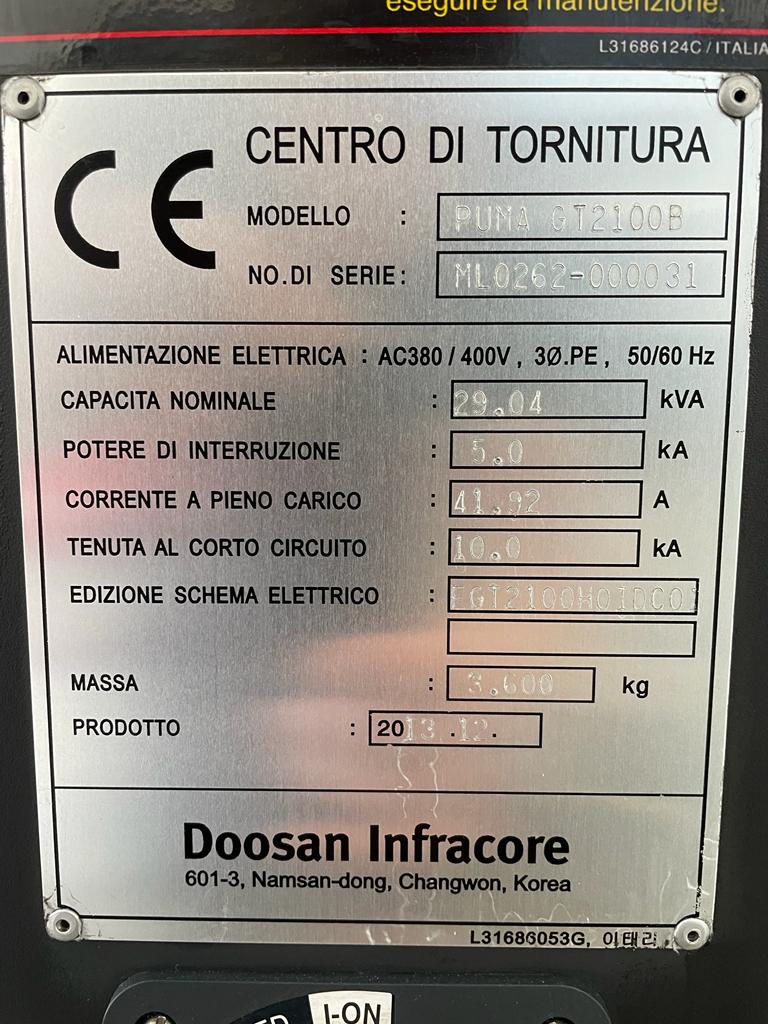 eseguire la manutenzione.
L31686124C / ITALIA
CE
CENTRO DI TORNITURA
MODELLO : PUMA GT2100B
NO.DI SERIE: ML0262-000031
ALIMENTAZIONE ELETTRICA : AC380 / 400V , 3Ø.PE , 50/60 Hz
CAPACITA NOMINALE : 29.04 kVA
POTERE DI INTERRUZIONE : 5.0 kA
CORRENTE A PIENO CARICO : 41.92 A
TENUTA AL CORTO CIRCUITO : 10.0 kA
EDIZIONE SCHEMA ELETTRICO :
MASSA : 3.600 kg
PRODOTTO : 2013.12.
Doosan Infracore
601-3, Namsan-dong, Changwon, Korea
L31686053G, 이태리
I-ON